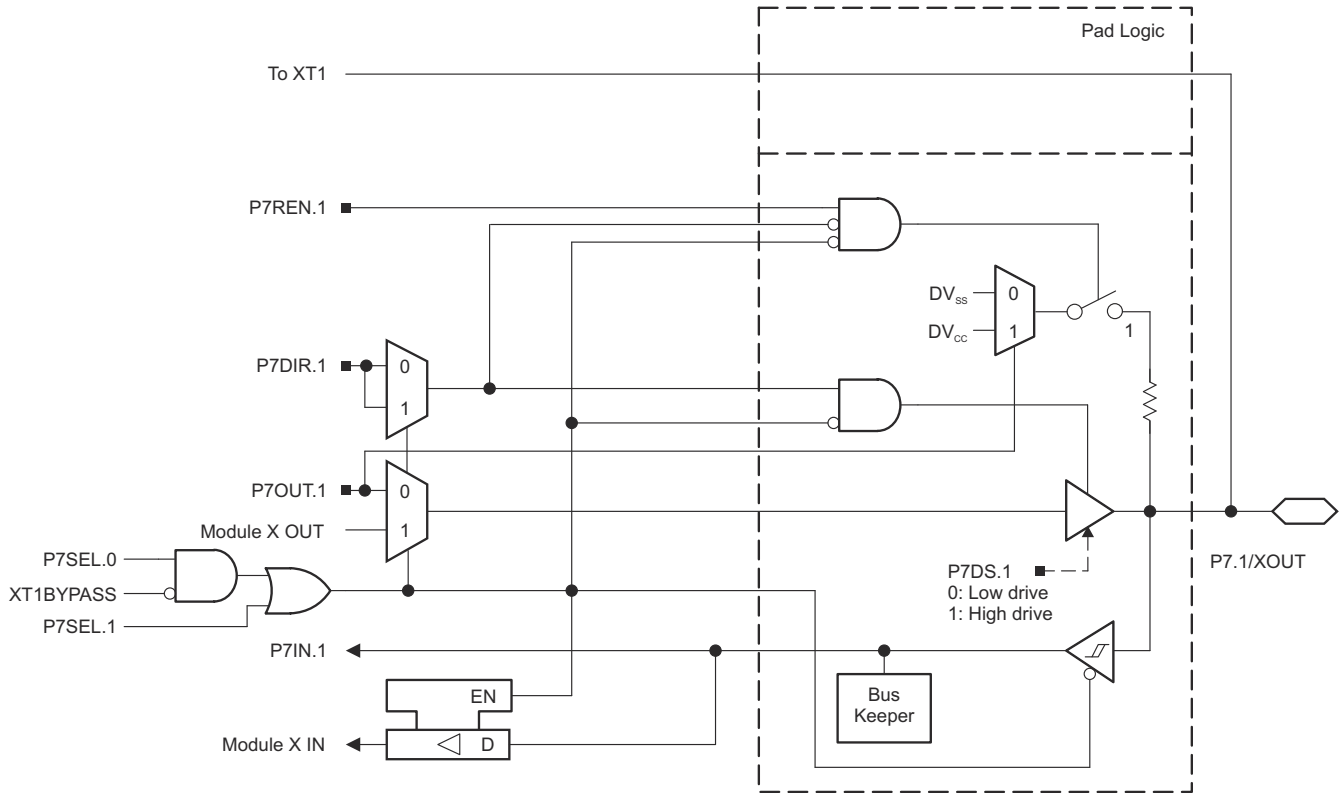 Pad Logic
To XT1
P7REN.1
DVSS
0
DVCC
1
1
P7DIR.1
0
1
P7OUT.1
0
Module X OUT
1
P7SEL.0
XT1BYPASS
P7SEL.1
P7DS.1
0: Low drive
1: High drive
P7.1/XOUT
P7IN.1
EN
Bus
Keeper
Module X IN
D